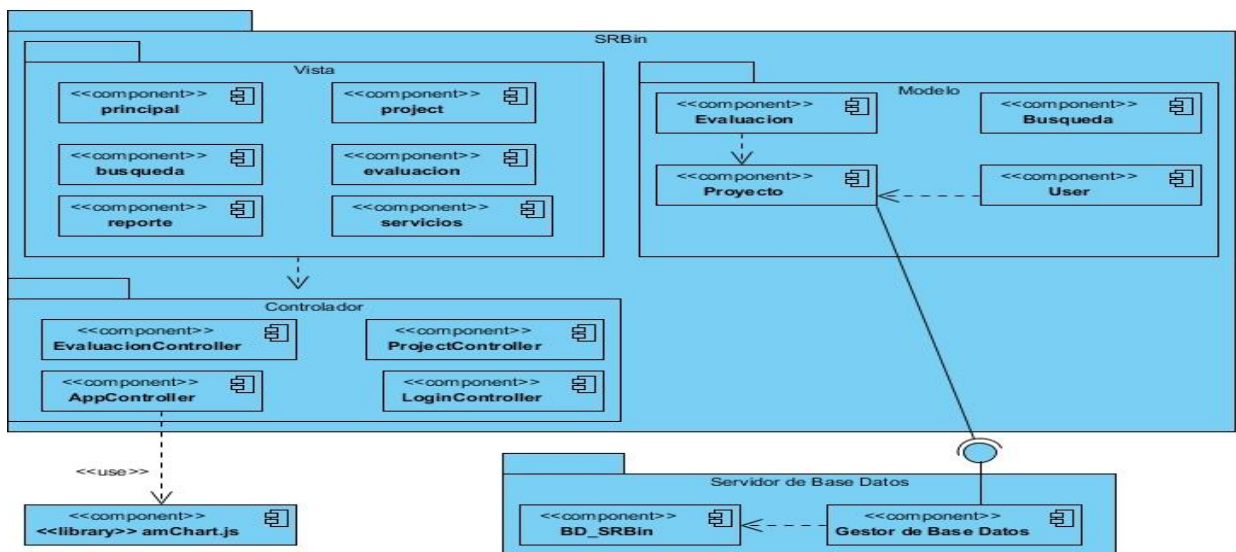 SRBin
Vista
<<component>>
principal
<<component>>
project
<<component>>
busqueda
<<component>>
evaluacion
<<component>>
reporte
<<component>>
servicios
Modelo
<<component>>
Evaluacion
<<component>>
Busqueda
<<component>>
Proyecto
<<component>>
User
Controlador
<<component>>
EvaluacionController
<<component>>
ProjectController
<<component>>
AppController
<<component>>
LoginController
<<use>>
<<component>>
<<library>> amChart.js
Servidor de Base Datos
<<component>>
BD_SRBin
<<component>>
Gestor de Base Datos